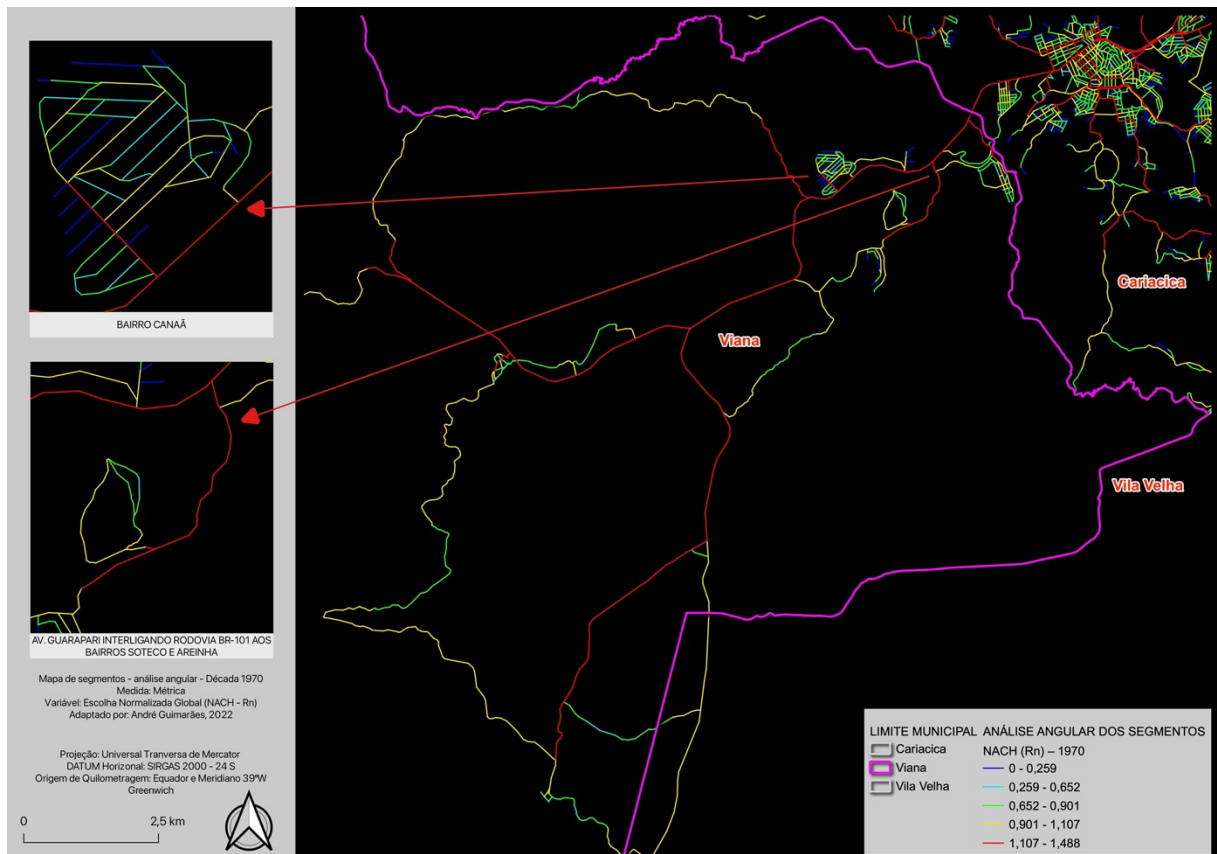 BAIRRO CANAÃ
AV. GUARAPARI INTERLIGANDO RODOVIA BR-101 AOS
BAIRROS SOTECO E AREINHA
Mapa de segmentos - análise angular - Década 1970
Medida: Métrica
Variável: Escolha Normalizada Global (NACH - Rn)
Adaptado por: André Guimarães, 2022
Projeção: Universal Tranversa de Mercator
DATUM Horizonal: SIRGAS 2000 - 24 S
Origem de Quilometragem: Equador e Meridiano 39ºW
Greenwich
0 2,5 km
Viana
Cariacica
Vila Velha
LIMITE MUNICIPAL
Cariacica
Viana
Vila Velha
ANÁLISE ANGULAR DOS SEGMENTOS
NACH (Rn) – 1970
0 - 0,259
0,259 - 0,652
0,652 - 0,901
0,901 - 1,107
1,107 - 1,488